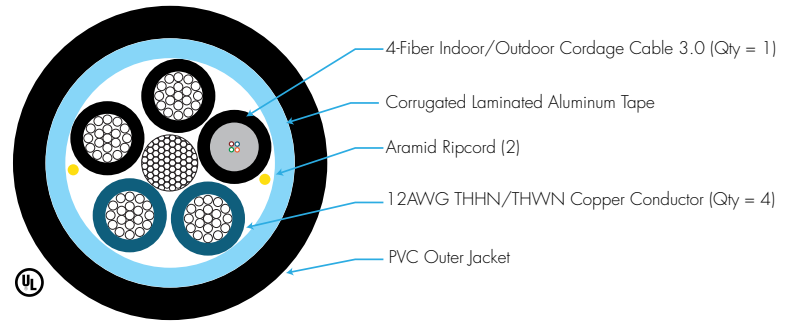 4-Fiber Indoor/Outdoor Cordage Cable 3.0 (Qty = 1)
Corrugated Laminated Aluminum Tape
Aramid Ripcord (2)
12AWG THHN/THWN Copper Conductor (Qty = 4)
PVC Outer Jacket
UL